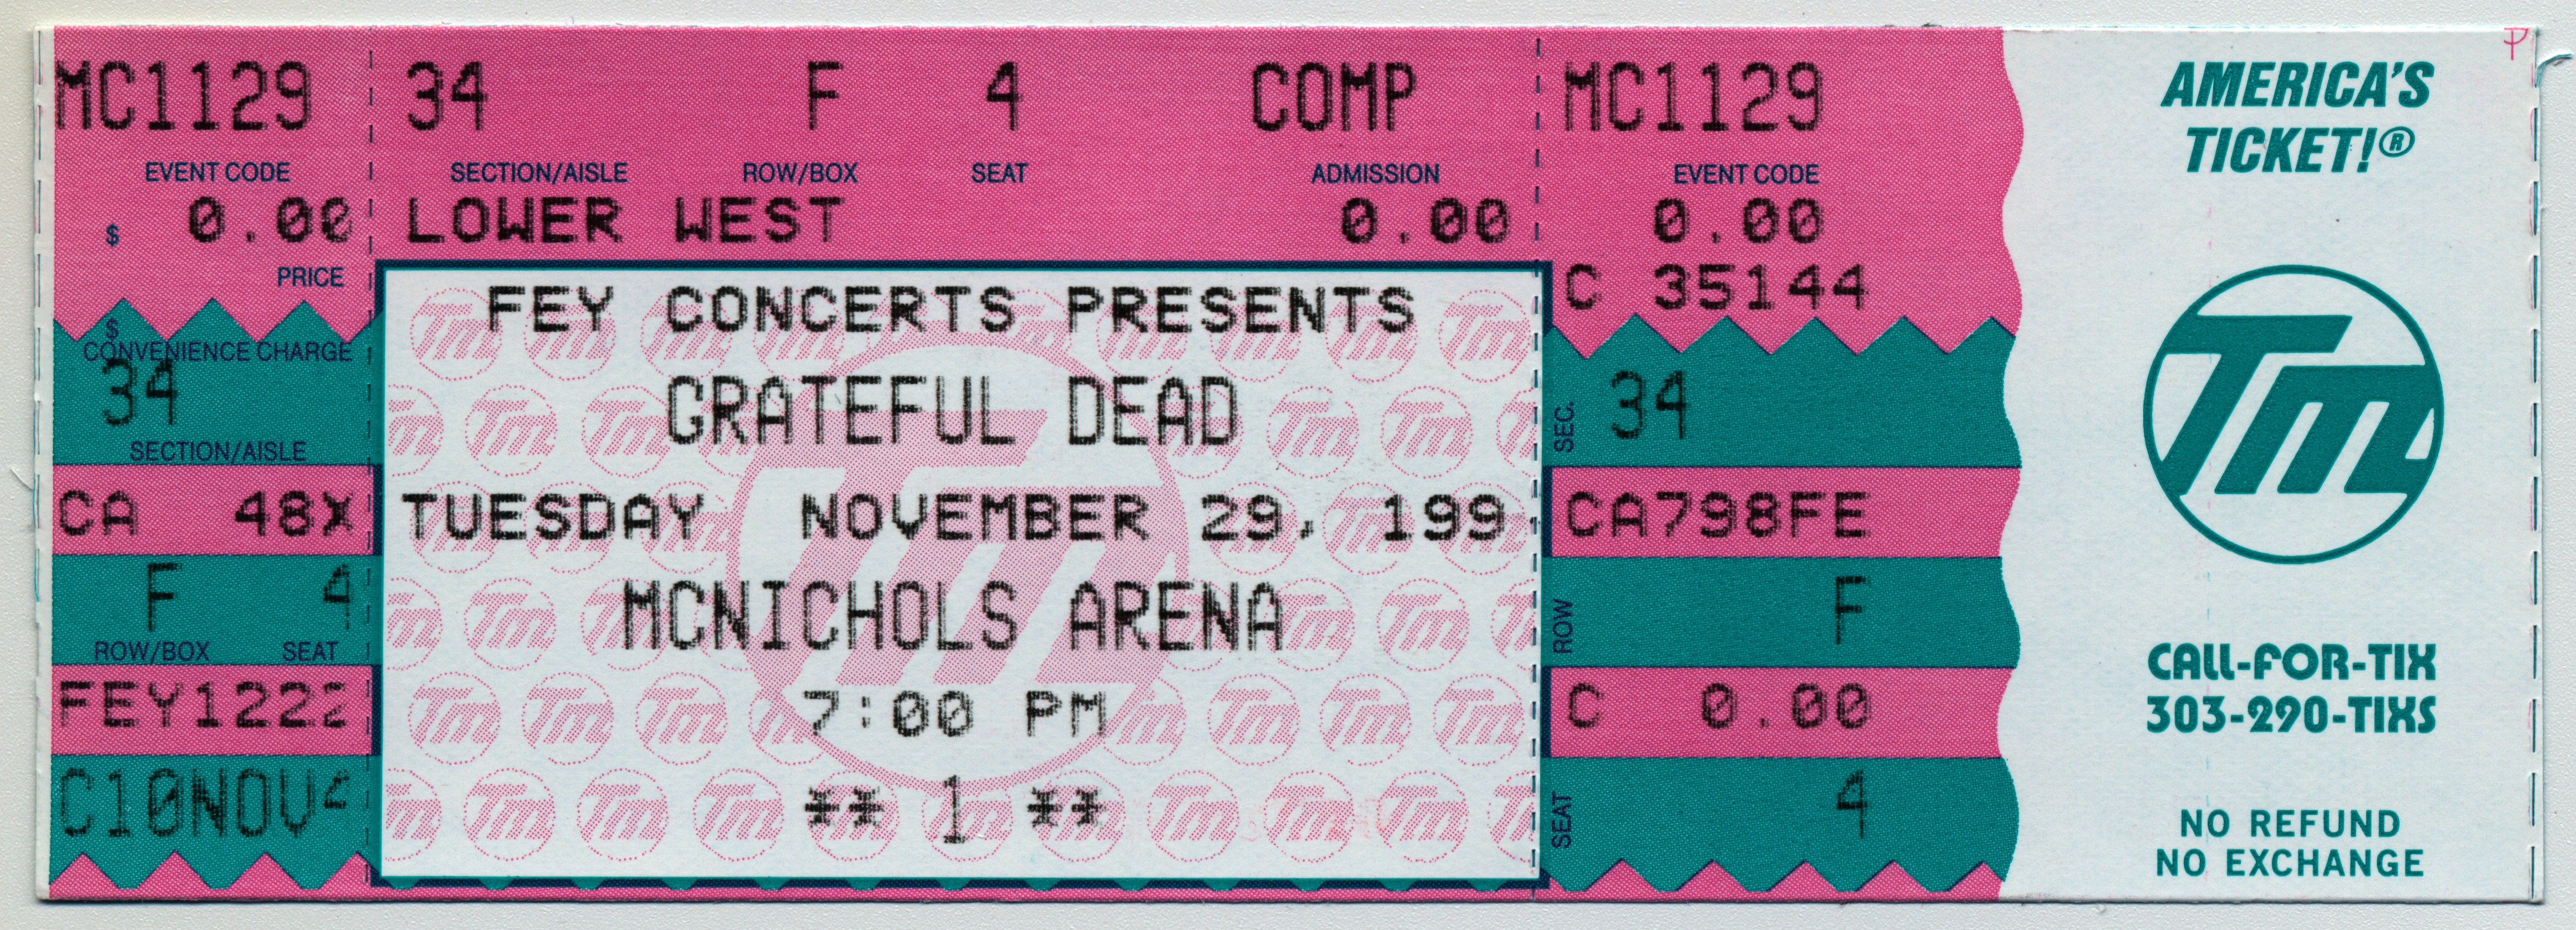 MC1129
EVENT CODE
$ 0.00
PRICE
$
CONVENIENCE CHARGE
34
SECTION/AISLE
CA 48X
F 4
ROW/BOX SEAT
FEY1222
C10NOV
34 F 4 COMP
SECTION/AISLE ROW/BOX SEAT ADMISSION
LOWER WEST 0.00
FEY CONCERTS PRESENTS
GRATEFUL DEAD
TUESDAY NOVEMBER 29, 199
MCNICHOLS ARENA
7:00 PM
** 1 **
MC1129
EVENT CODE
0.00
C 35144
SEC. 34
CA798FE
ROW F
C 0.00
SEAT 4
AMERICA'S
TICKET!®
TM
CALL-FOR-TIX
303-290-TIXS
NO REFUND
NO EXCHANGE